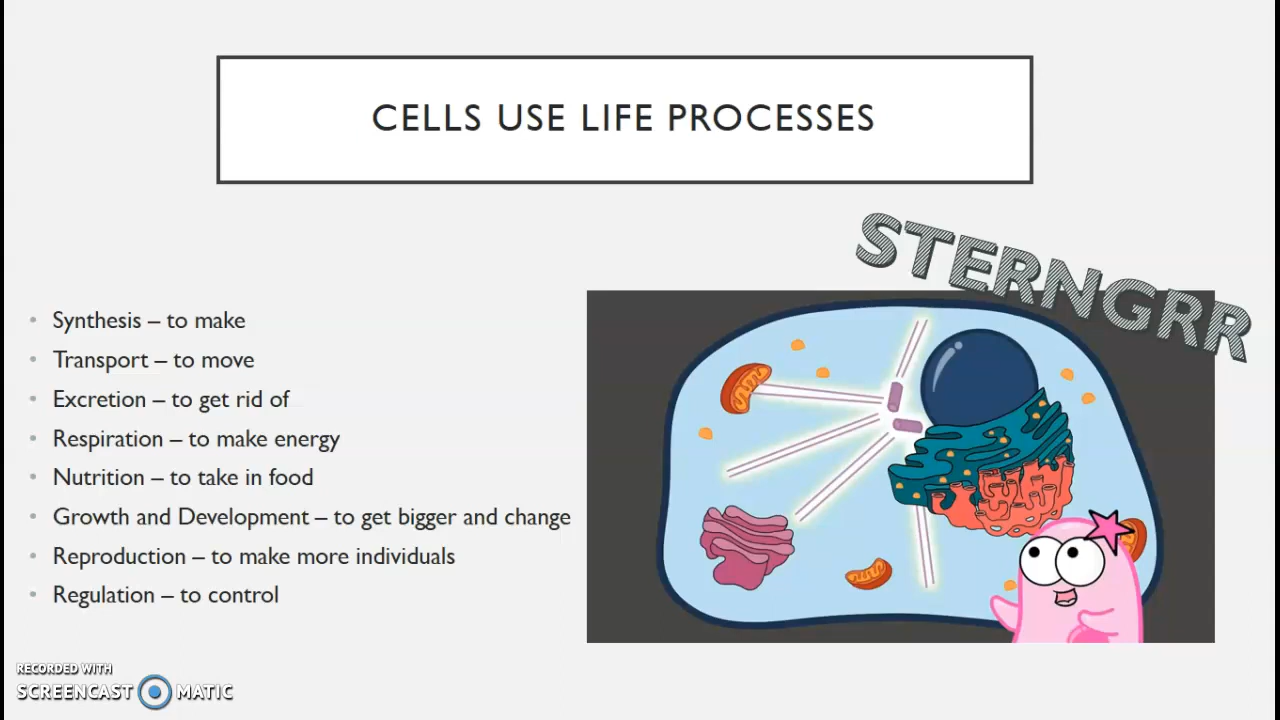 CELLS USE LIFE PROCESSES
STERNGRR
• Synthesis – to make
• Transport – to move
• Excretion – to get rid of
• Respiration – to make energy
• Nutrition – to take in food
• Growth and Development – to get bigger and change
• Reproduction – to make more individuals
• Regulation – to control
RECORDED WITH
SCREENCAST MATIC